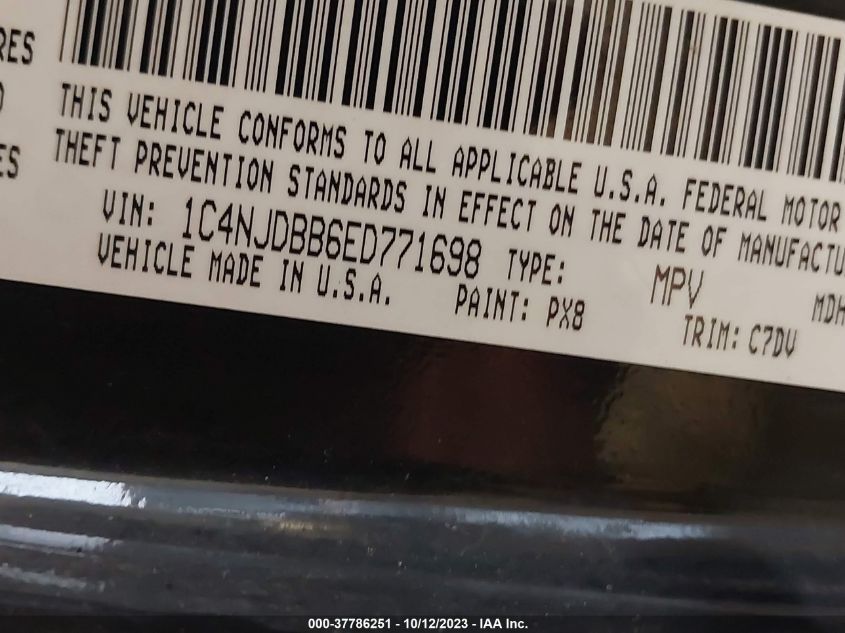 RES
THIS VEHICLE CONFORMS TO ALL APPLICABLE U.S.A. FEDERAL MOTOR
THEFT PREVENTION STANDARDS IN EFFECT ON THE DATE OF MANUFACTU
ES
VIN: 1C4NJDBB6ED771698 TYPE: MPV MDH
VEHICLE MADE IN U.S.A. PAINT: PX8 TRIM: C7DV
000-37786251 - 10/12/2023 - IAA Inc.